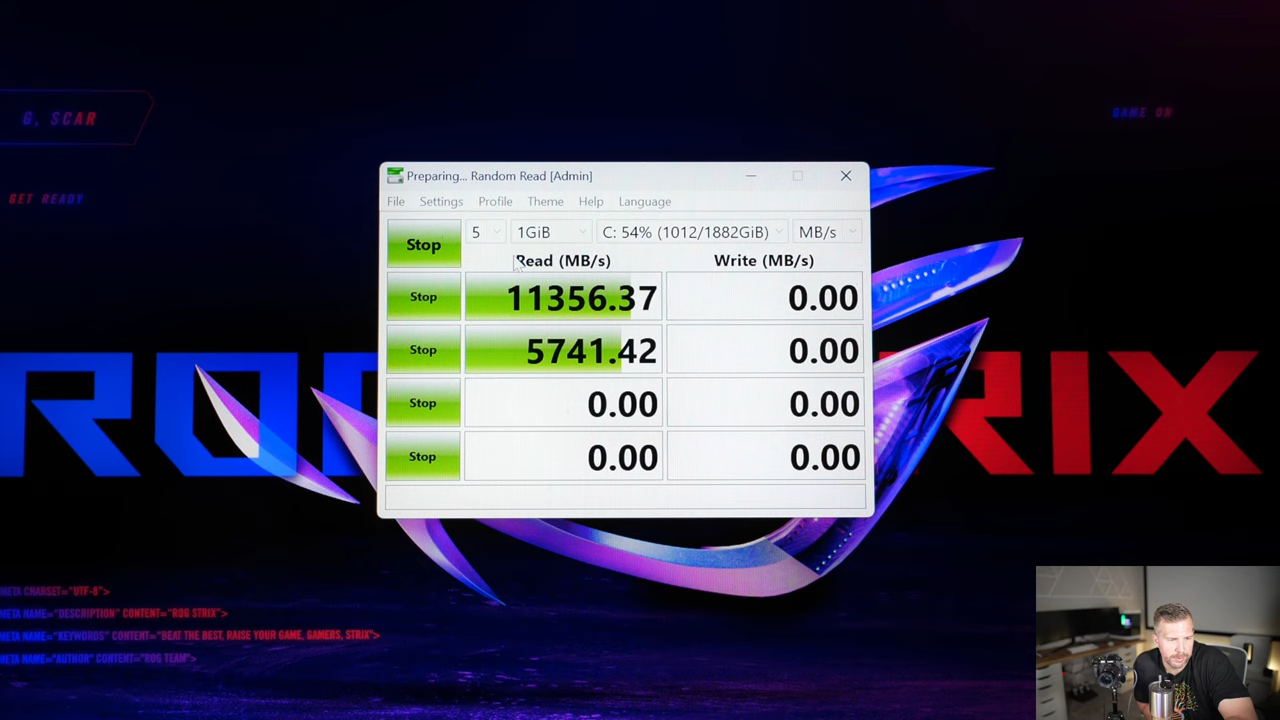 G, SCAR
GAME ON
GET READY
Preparing... Random Read [Admin]
File Settings Profile Theme Help Language
Stop 5 1GiB C: 54% (1012/1882GiB) MB/s
Read (MB/s) Write (MB/s)
Stop 11356.37 0.00
Stop 5741.42 0.00
Stop 0.00 0.00
Stop 0.00 0.00
RIX
META CHARSET="UTF-8">
META NAME="DESCRIPTION" CONTENT="ROG STRIX">
META NAME="KEYWORDS" CONTENT="BEAT THE BEST, RAISE YOUR GAME, GAMERS, STRIX">
META NAME="AUTHOR" CONTENT="ROG TEAM">